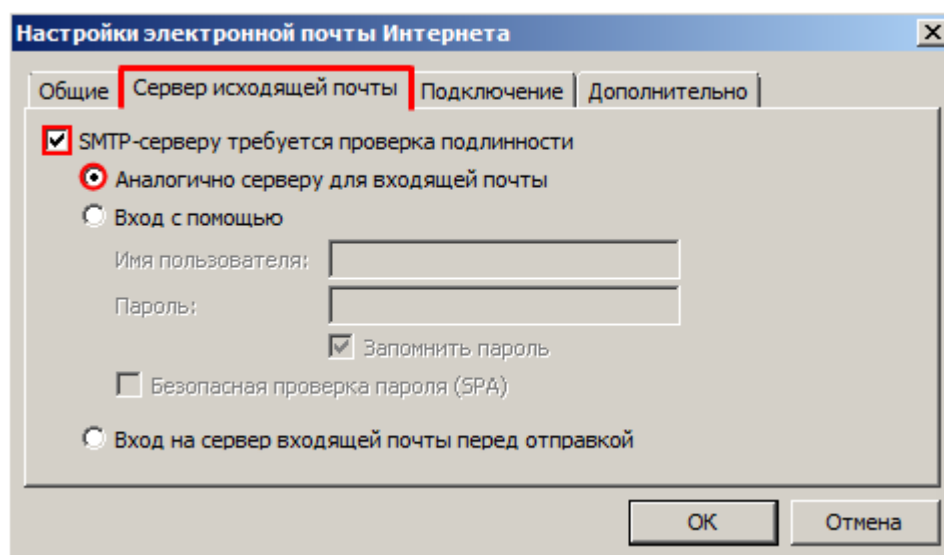 Настройки электронной почты Интернета
Общие Сервер исходящей почты Подключение Дополнительно
SMTP-серверу требуется проверка подлинности
Аналогично серверу для входящей почты
Вход с помощью
Имя пользователя:
Пароль:
Запомнить пароль
Безопасная проверка пароля (SPA)
Вход на сервер входящей почты перед отправкой
ОК Отмена